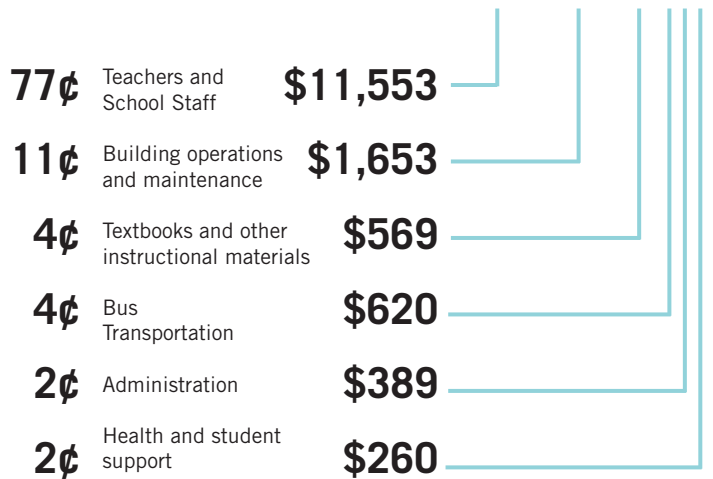 77¢ Teachers and School Staff $11,553
11¢ Building operations and maintenance $1,653
4¢ Textbooks and other instructional materials $569
4¢ Bus Transportation $620
2¢ Administration $389
2¢ Health and student support $260